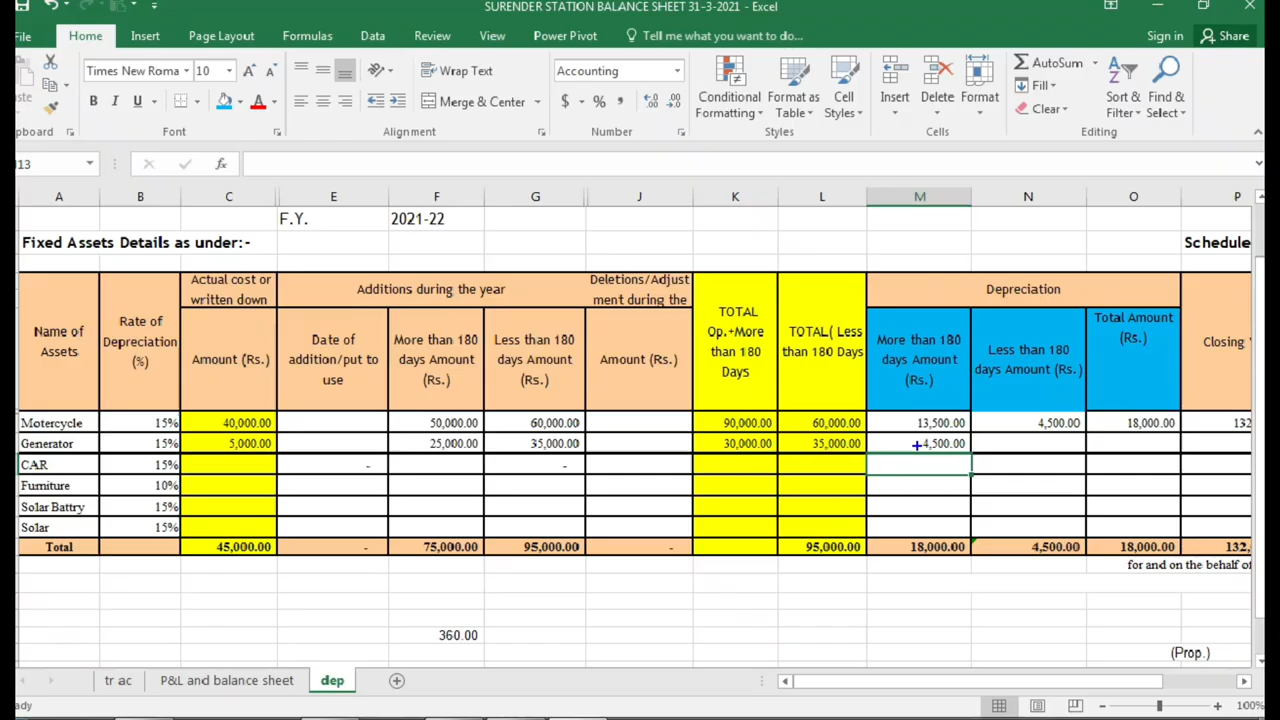 SURENDER STATION BALANCE SHEET 31-3-2021 - Excel
File Home Insert Page Layout Formulas Data Review View Power Pivot Tell me what you want to do... Sign in Share
Times New Roma 10 Wrap Text Accounting AutoSum
Fill
B I U Merge & Center $ % Conditional Formatting Format as Table Cell Styles Insert Delete Format Clear Sort & Filter Find & Select
Font Alignment Number Styles Cells Editing
fx
A B C E F G J K L M N O P
F.Y. 2021-22
Fixed Assets Details as under:- Schedule
Name of Assets
Rate of Depreciation (%)
Actual cost or written down
Amount (Rs.)
Additions during the year
Date of addition/put to use
More than 180 days Amount (Rs.)
Less than 180 days Amount (Rs.)
Deletions/Adjust ment during the
Amount (Rs.)
TOTAL Op.+More than 180 Days
TOTAL( Less than 180 Days
Depreciation
More than 180 days Amount (Rs.)
Less than 180 days Amount (Rs.)
Total Amount (Rs.)
Closing
Motercycle 15% 40,000.00 50,000.00 60,000.00 90,000.00 60,000.00 13,500.00 4,500.00 18,000.00 132
Generator 15% 5,000.00 25,000.00 35,000.00 30,000.00 35,000.00 4,500.00
CAR 15% - -
Furniture 10%
Solar Battry 15%
Solar 15%
Total 45,000.00 - 75,000.00 95,000.00 - 95,000.00 18,000.00 4,500.00 18,000.00 132,
for and on the behalf of
360.00
(Prop.)
tr ac P&L and balance sheet dep
100%